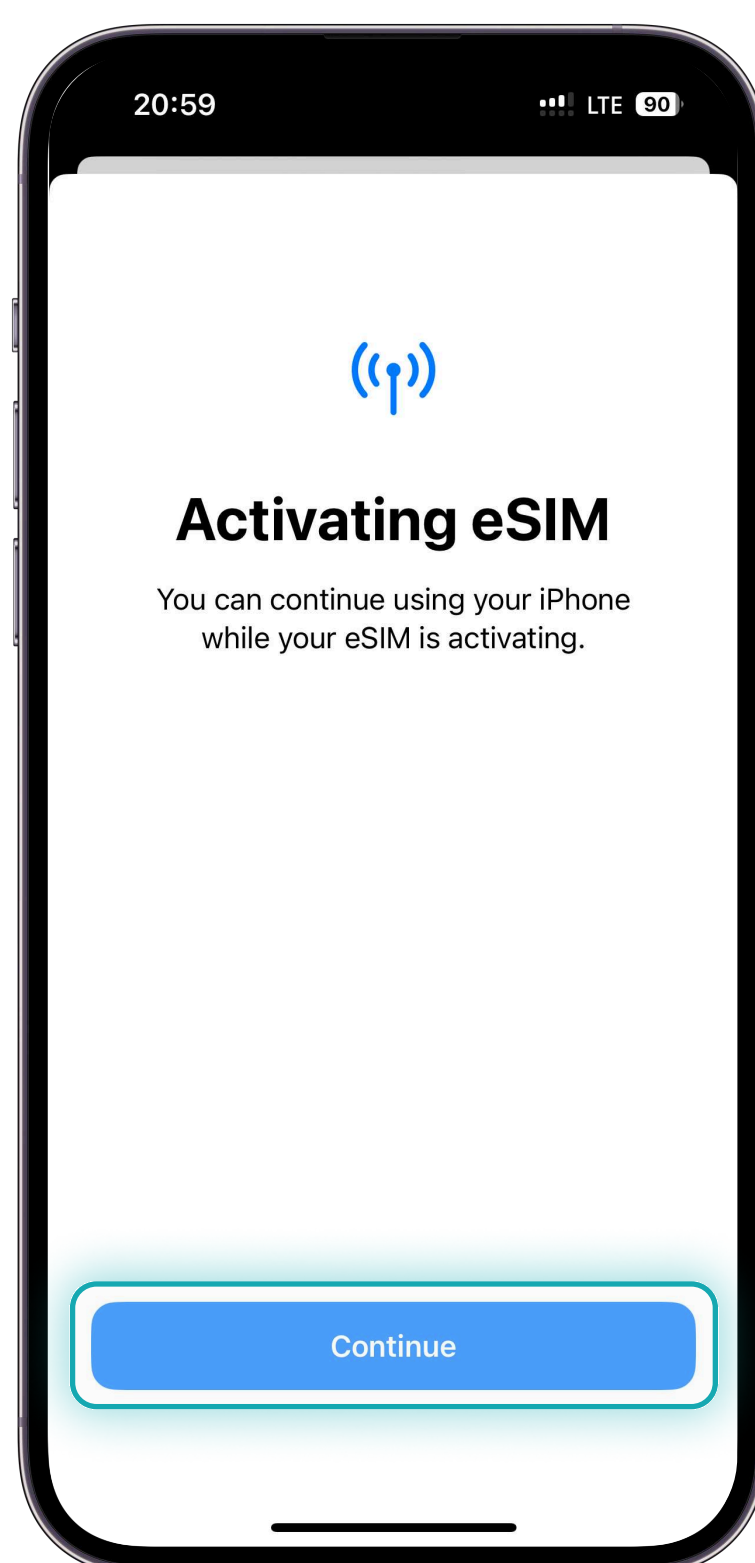 20:59 LTE 90
Activating eSIM
You can continue using your iPhone
while your eSIM is activating.
Continue